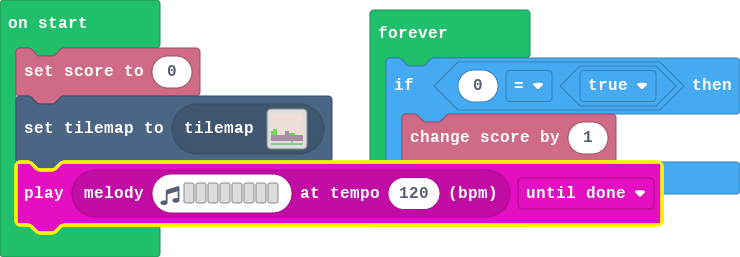 on start
set score to 0
set tilemap to tilemap
play melody at tempo 120 (bpm) until done
forever
if 0 = true then
change score by 1